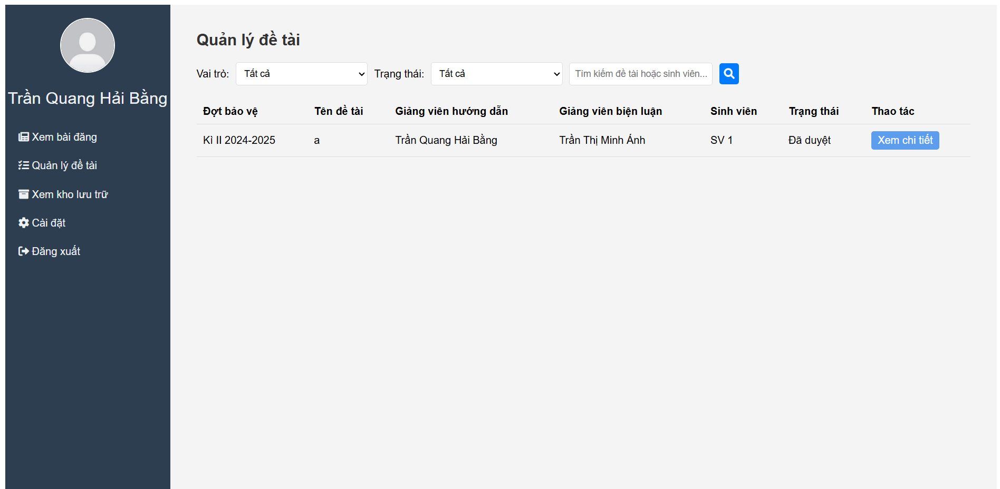 Trần Quang Hải Bằng
Xem bài đăng
Quản lý đề tài
Xem kho lưu trữ
Cài đặt
Đăng xuất
Quản lý đề tài
Vai trò: Tất cả Trạng thái: Tất cả Tìm kiếm đề tài hoặc sinh viên...
Đợt bảo vệ Tên đề tài Giảng viên hướng dẫn Giảng viên biện luận Sinh viên Trạng thái Thao tác
Kì II 2024-2025 a Trần Quang Hải Bằng Trần Thị Minh Ánh SV 1 Đã duyệt Xem chi tiết